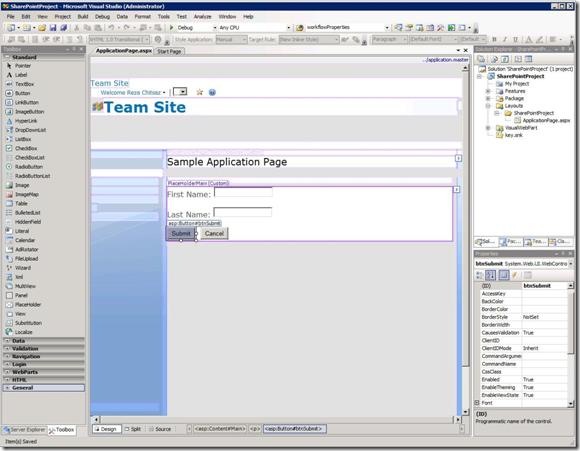 SharePointProject - Microsoft Visual Studio (Administrator)
File Edit View Project Build Debug Data Format Tools Test Analyze Window Help
Debug Any CPU workflowProperties
XHTML 1.0 Transitional ( Style Application: Manual Target Rule: (New Inline Style) (None) (Default Font) (Default
Toolbox
Standard
Pointer
Label
TextBox
Button
LinkButton
ImageButton
HyperLink
DropDownList
ListBox
CheckBox
CheckBoxList
RadioButton
RadioButtonList
Image
ImageMap
Table
BulletedList
HiddenField
Literal
Calendar
AdRotator
FileUpload
Wizard
Xml
MultiView
Panel
PlaceHolder
View
Substitution
Localize
Data
Validation
Navigation
Login
WebParts
HTML
General
Server Explorer Toolbox
ApplicationPage.aspx Start Page
../application.master
Team Site
Welcome Reza Chitsaz
Team Site
Sample Application Page
PlaceHolderMain (Custom)
First Name:
Last Name:
asp:Button#btnSubmit
Submit Cancel
Design Split Source <asp:Content#Main> <p> <asp:Button#btnSubmit>
Solution Explorer - SharePointPr...
Solution 'SharePointProject' (1 project)
SharePointProject
My Project
Features
Package
Layouts
SharePointProject
ApplicationPage.aspx
VisualWebPart
key.snk
Sol... Pac... Tea... Cla...
Properties
btnSubmit System.Web.UI.WebContro
(ID) btnSubmit
AccessKey
BackColor
BorderColor
BorderStyle NotSet
BorderWidth
CausesValidation True
ClientID
ClientIDMode Inherit
CommandArgumen
CommandName
CssClass
Enabled True
EnableTheming True
EnableViewState True
Font
(ID)
Programmatic name of the control.
Item(s) Saved